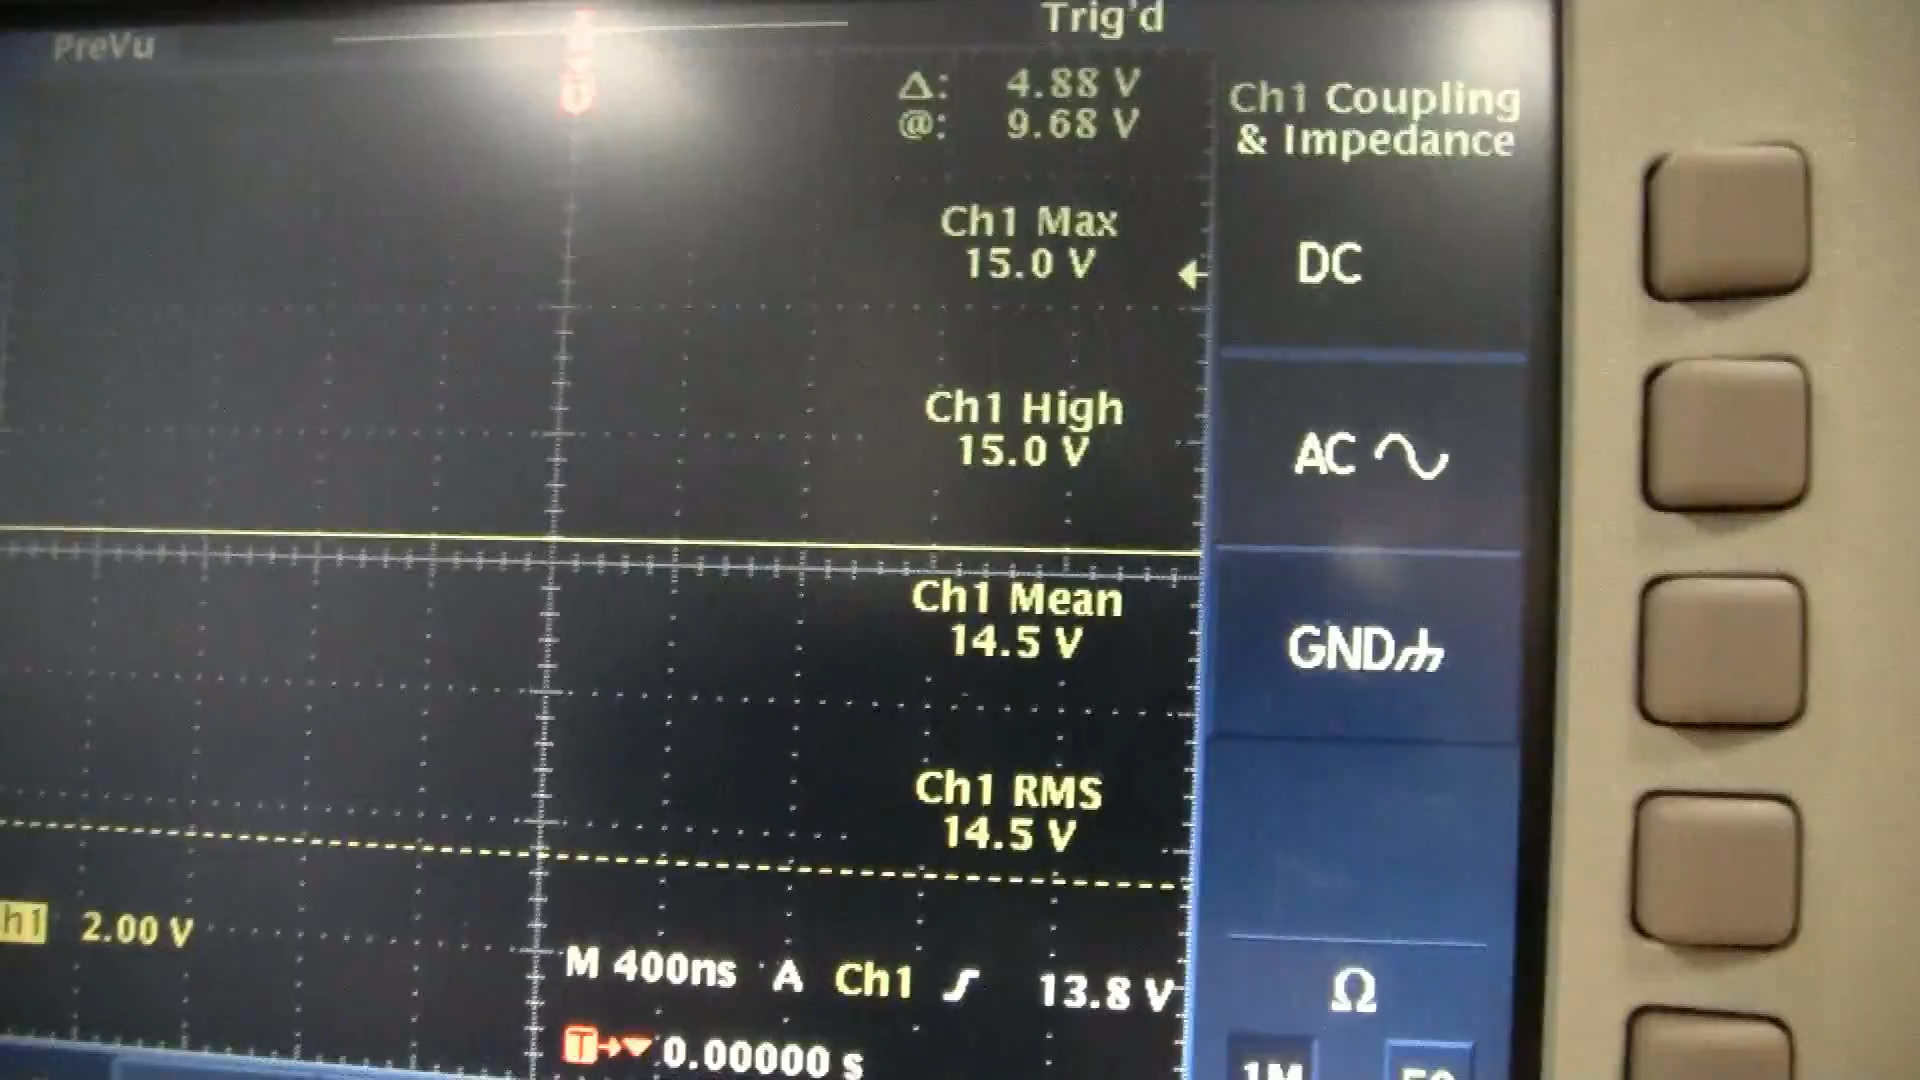 PreVu
Trig'd
Δ: 4.88 V
@: 9.68 V
Ch1 Coupling
& Impedance
Ch1 Max
15.0 V
DC
Ch1 High
15.0 V
AC
Ch1 Mean
14.5 V
GND
Ch1 RMS
14.5 V
h1 2.00 V
M 400ns A Ch1 13.8 V
T 0.00000 s
Ω
1M